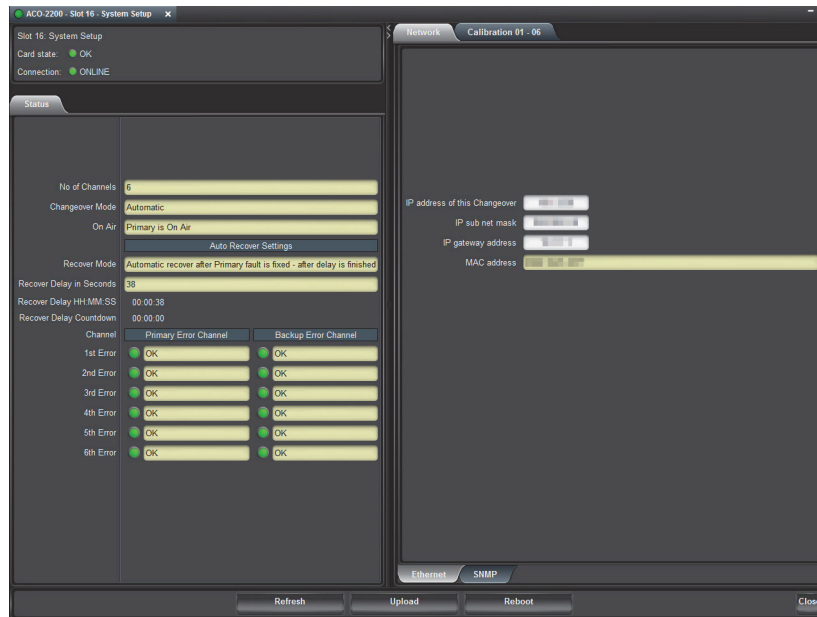 ACO-2200 - Slot 16 - System Setup
Slot 16: System Setup
Card state: OK
Connection: ONLINE
Status
No of Channels 6
Changeover Mode Automatic
On Air Primary is On Air
Auto Recover Settings
Recover Mode Automatic recover after Primary fault is fixed - after delay is finished
Recover Delay in Seconds 38
Recover Delay HH:MM:SS 00:00:38
Recover Delay Countdown 00:00:00
Channel Primary Error Channel Backup Error Channel
1st Error OK OK
2nd Error OK OK
3rd Error OK OK
4th Error OK OK
5th Error OK OK
6th Error OK OK
Network Calibration 01 - 06
IP address of this Changeover
IP sub net mask
IP gateway address
MAC address
Ethernet SNMP
Refresh Upload Reboot Clos